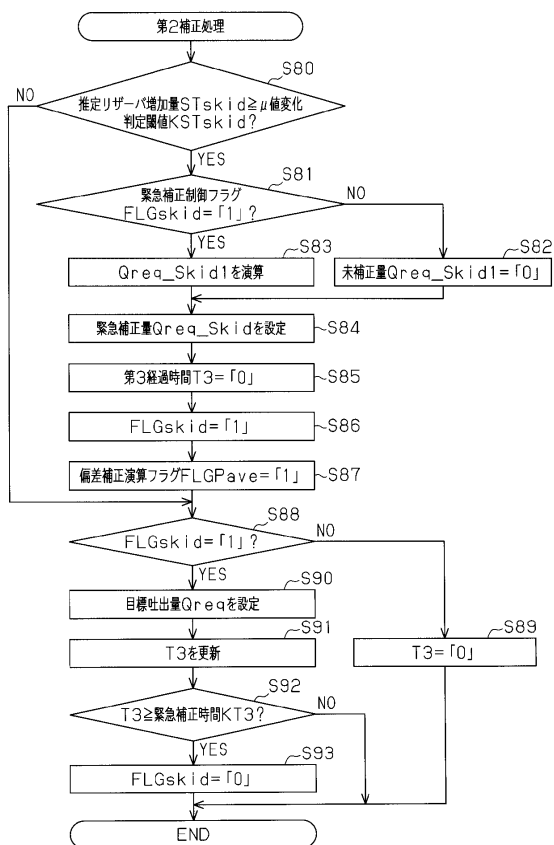 第2補正処理
S80
推定リザーバ増加量STskid≧μ値変化
判定閾値KSTskid?
NO
YES
S81
緊急補正制御フラグ
FLGskid=「1」?
NO
YES
S83
Qreq_Skid1を演算
S82
未補正量Qreq_Skid1=「0」
緊急補正量Qreq_Skidを設定
S84
第3経過時間T3=「0」
S85
FLGskid=「1」
S86
偏差補正演算フラグFLGPave=「1」
S87
S88
FLGskid=「1」?
NO
YES
S90
目標吐出量Qreqを設定
S91
T3を更新
S89
T3=「0」
S92
T3≧緊急補正時間KT3?
NO
YES
S93
FLGskid=「0」
END